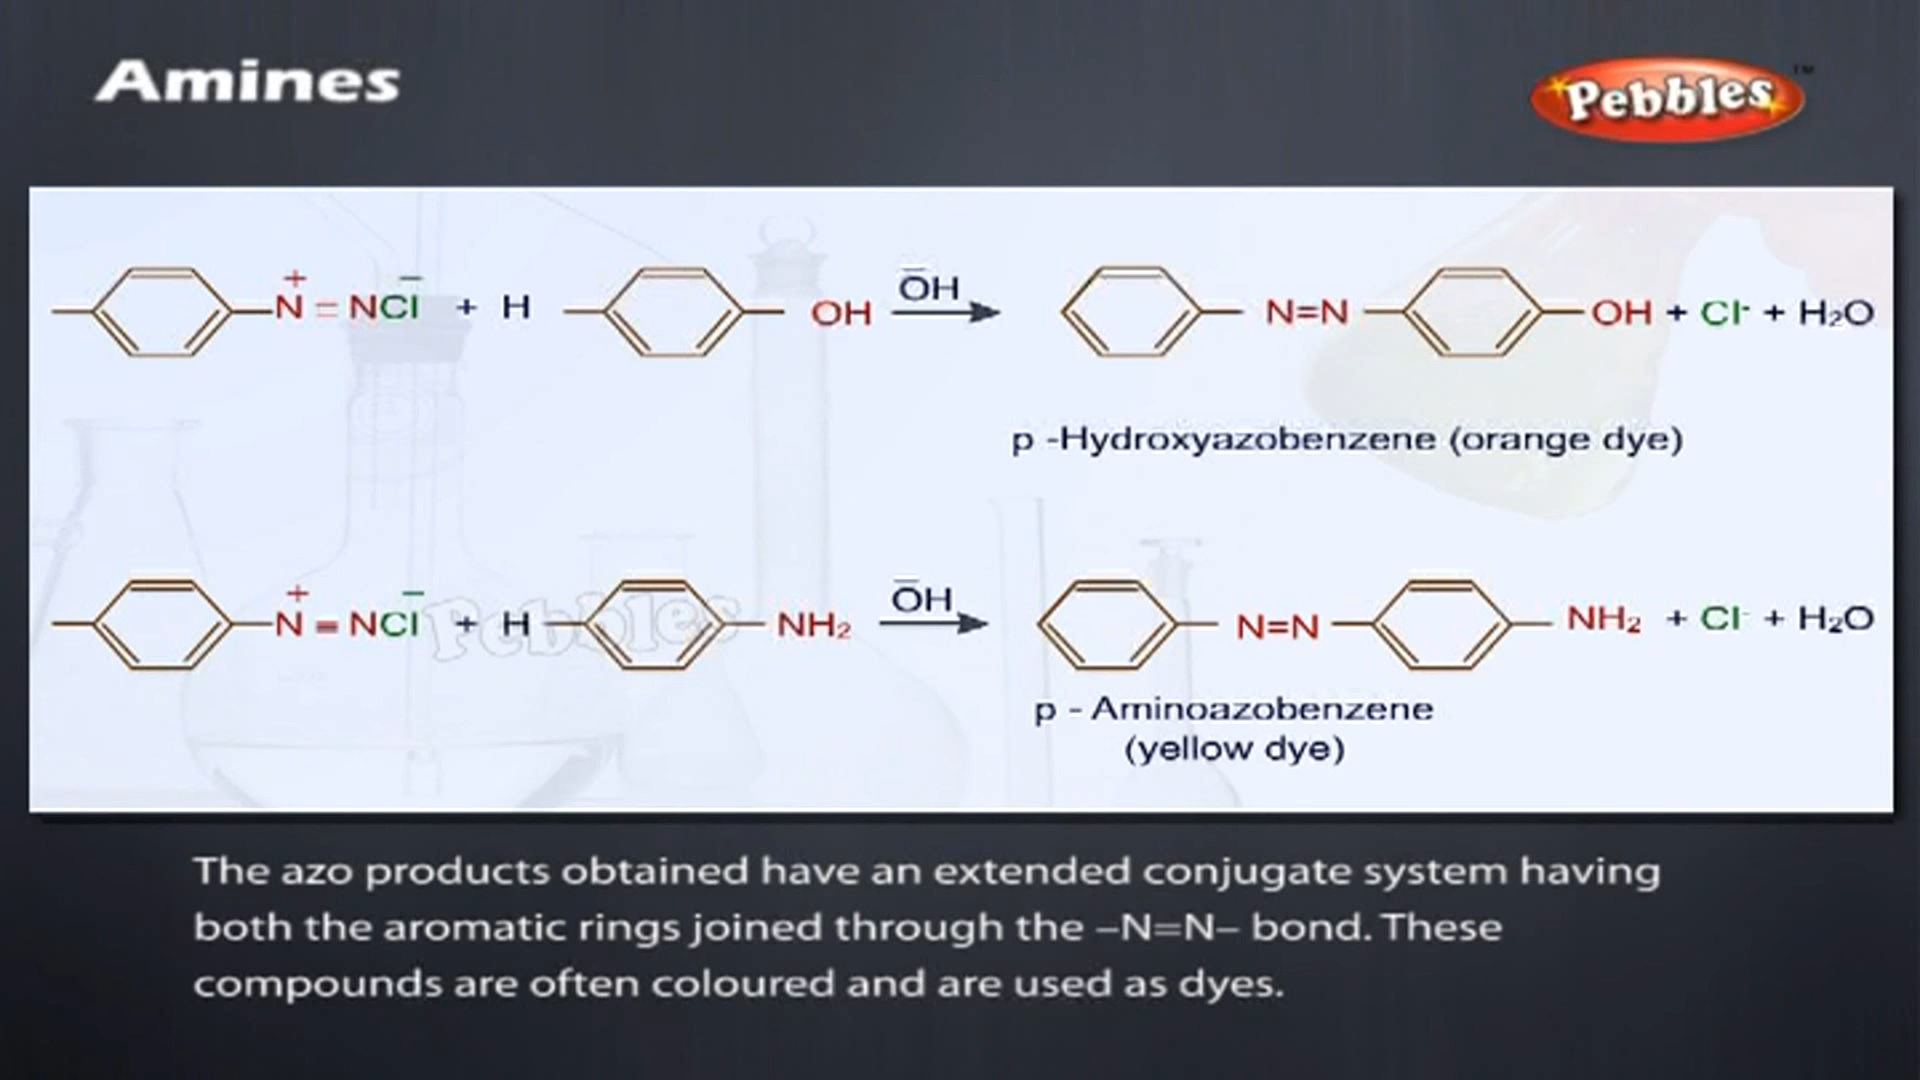 Amines
Pebbles™
N⁺ = NCl⁻ + H OH O̅H N=N OH + Cl⁻ + H₂O
p -Hydroxyazobenzene (orange dye)
Pebbles
N⁺ = NCl⁻ + H NH₂ O̅H N=N NH₂ + Cl⁻ + H₂O
p - Aminoazobenzene
(yellow dye)
The azo products obtained have an extended conjugate system having
both the aromatic rings joined through the –N=N– bond. These
compounds are often coloured and are used as dyes.